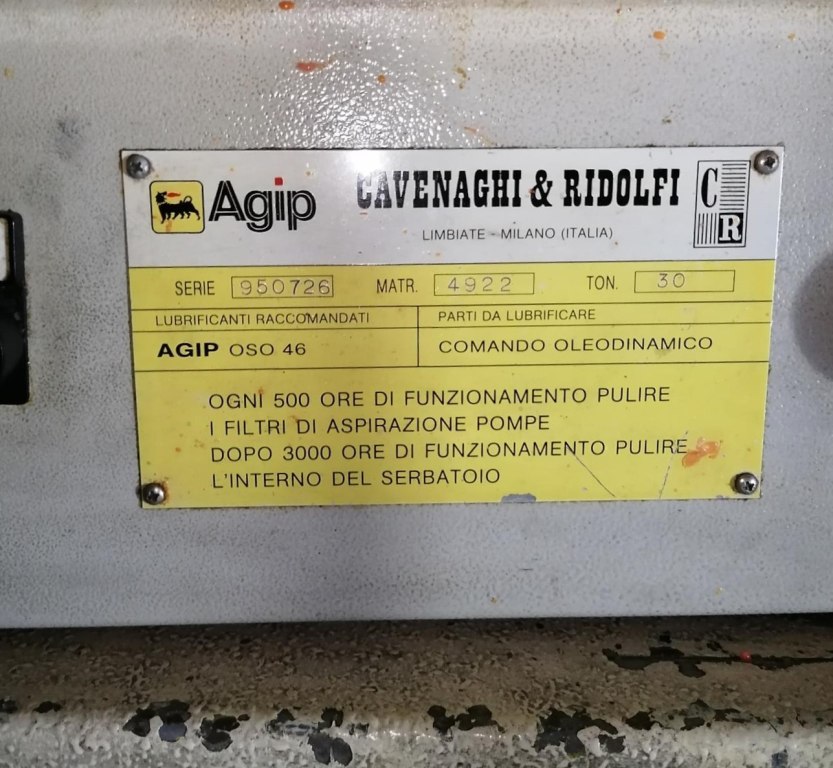 Agip CAVENAGHI & RIDOLFI CR
LIMBIATE - MILANO (ITALIA)
SERIE 950726 MATR. 4922 TON. 30
LUBRIFICANTI RACCOMANDATI PARTI DA LUBRIFICARE
AGIP OSO 46 COMANDO OLEODINAMICO
OGNI 500 ORE DI FUNZIONAMENTO PULIRE
I FILTRI DI ASPIRAZIONE POMPE
DOPO 3000 ORE DI FUNZIONAMENTO PULIRE
L'INTERNO DEL SERBATOIO